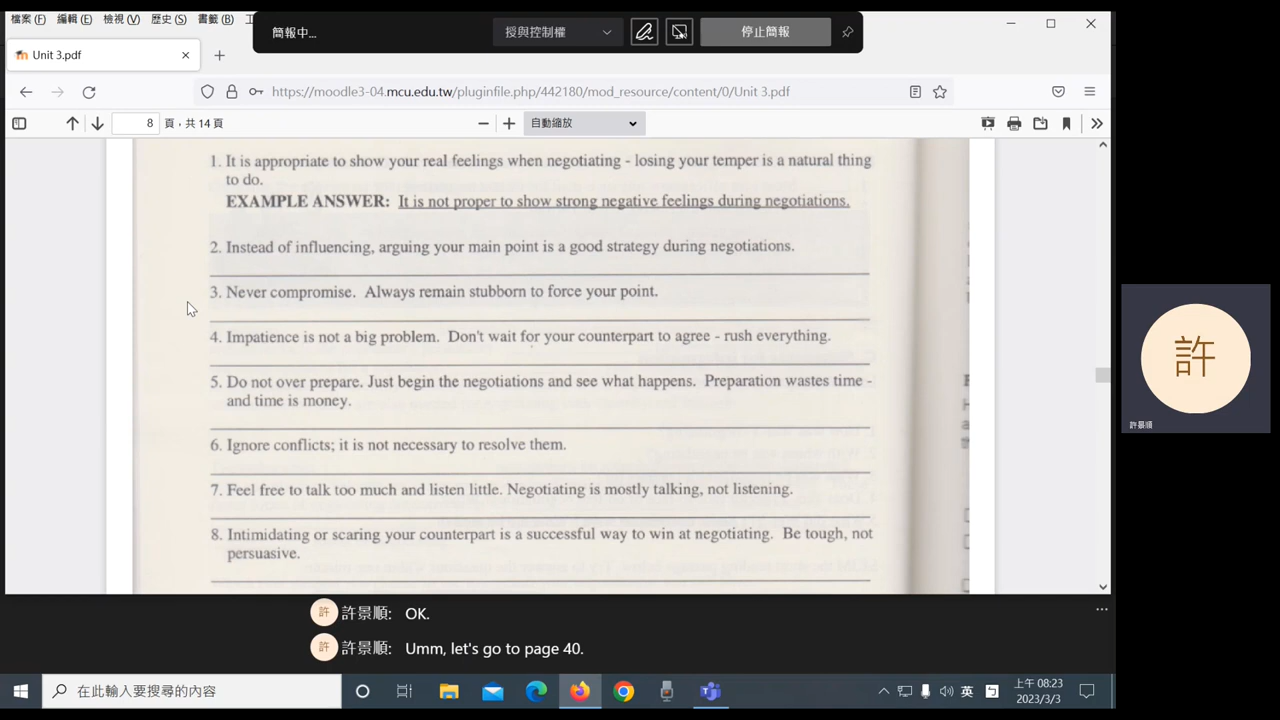 檔案(F) 編輯(E) 檢視(V) 歷史(S) 書籤(B)
簡報中...
授與控制權
停止簡報
Unit 3.pdf
https://moodle3-04.mcu.edu.tw/pluginfile.php/442180/mod_resource/content/0/Unit 3.pdf
8 頁，共 14 頁
自動縮放
1. It is appropriate to show your real feelings when negotiating - losing your temper is a natural thing
to do.
EXAMPLE ANSWER: It is not proper to show strong negative feelings during negotiations.
2. Instead of influencing, arguing your main point is a good strategy during negotiations.
3. Never compromise. Always remain stubborn to force your point.
4. Impatience is not a big problem. Don't wait for your counterpart to agree - rush everything.
5. Do not over prepare. Just begin the negotiations and see what happens. Preparation wastes time -
and time is money.
6. Ignore conflicts; it is not necessary to resolve them.
7. Feel free to talk too much and listen little. Negotiating is mostly talking, not listening.
8. Intimidating or scaring your counterpart is a successful way to win at negotiating. Be tough, not
persuasive.
許
許景順
許 許景順: OK.
許 許景順: Umm, let's go to page 40.
在此輸入要搜尋的內容
英
上午 08:23
2023/3/3